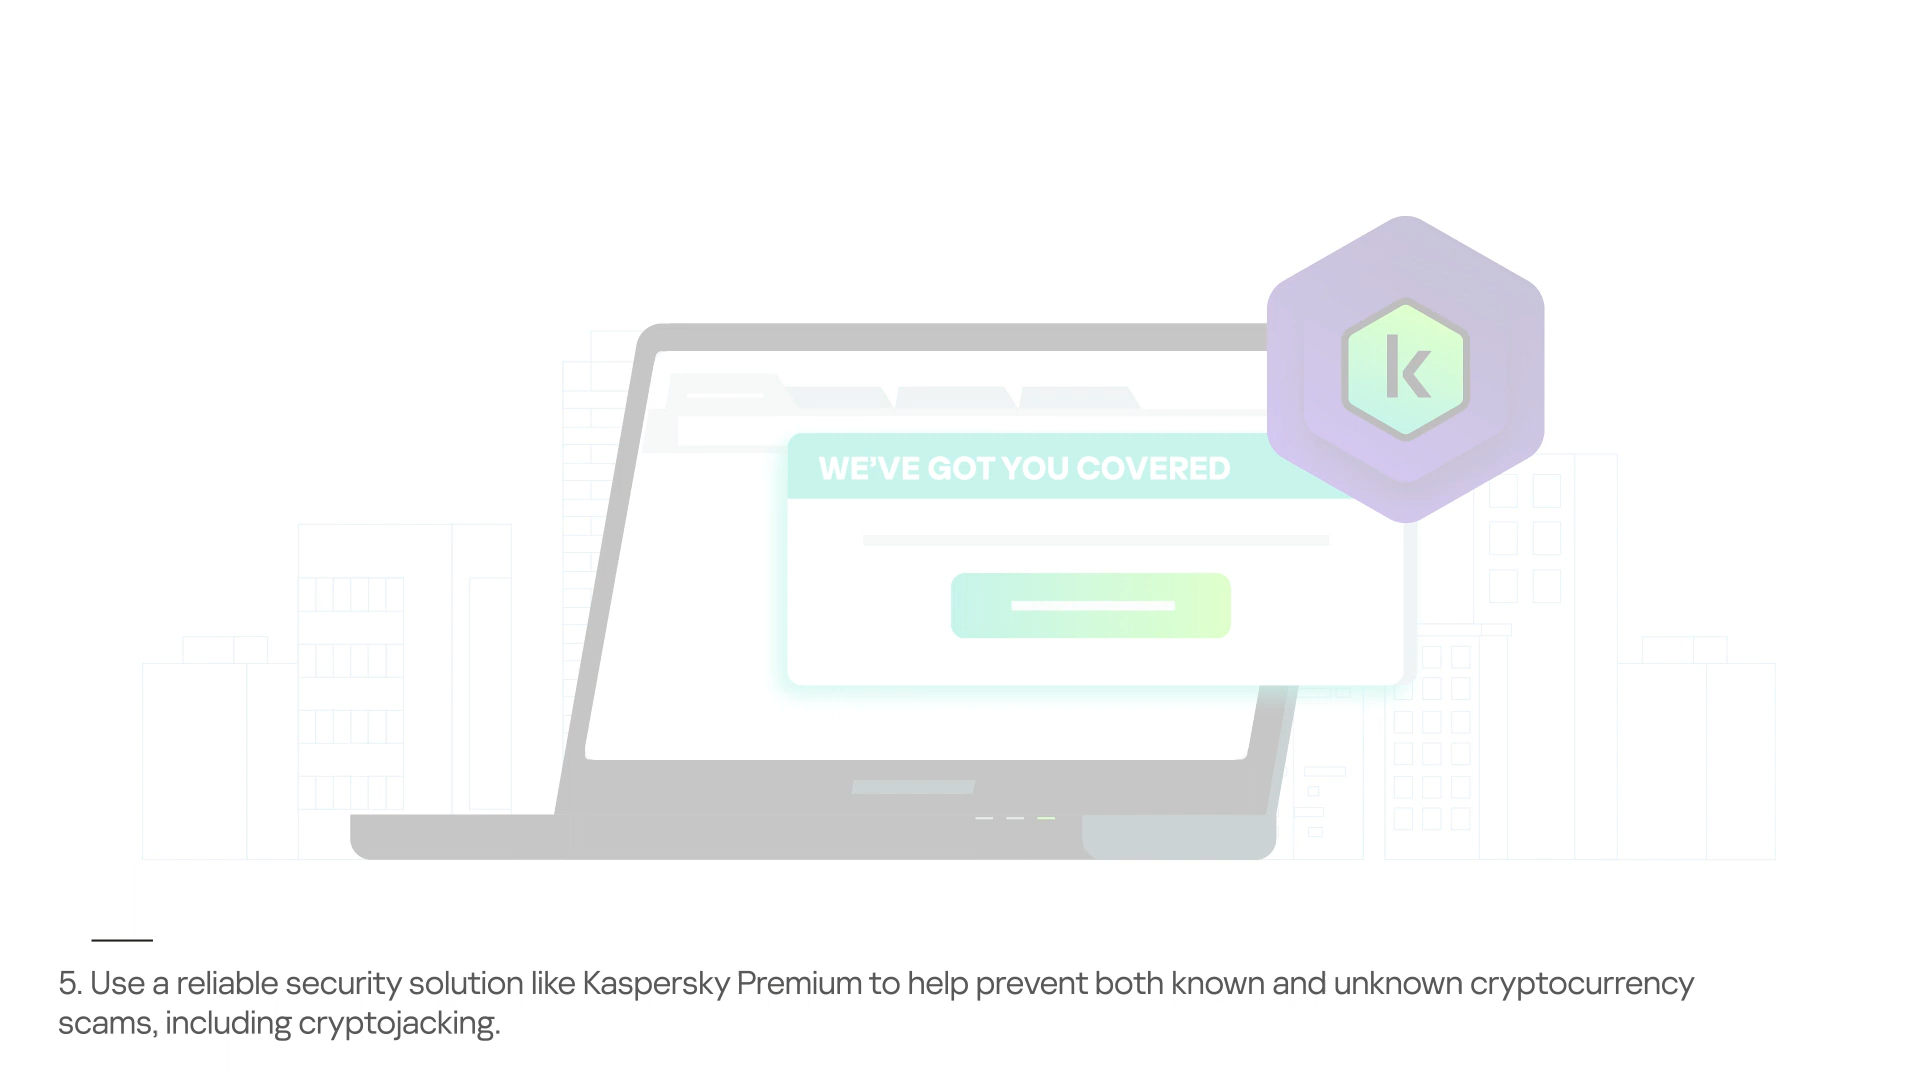 k
WE’VE GOT YOU COVERED
5. Use a reliable security solution like Kaspersky Premium to help prevent both known and unknown cryptocurrency
scams, including cryptojacking.